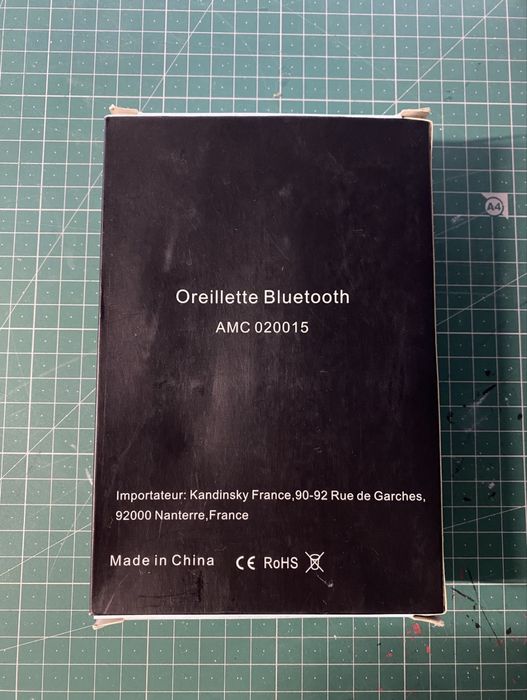 Oreillette Bluetooth
AMC 020015
Importateur: Kandinsky France,90-92 Rue de Garches,
92000 Nanterre,France
Made in China CE RoHS
A4